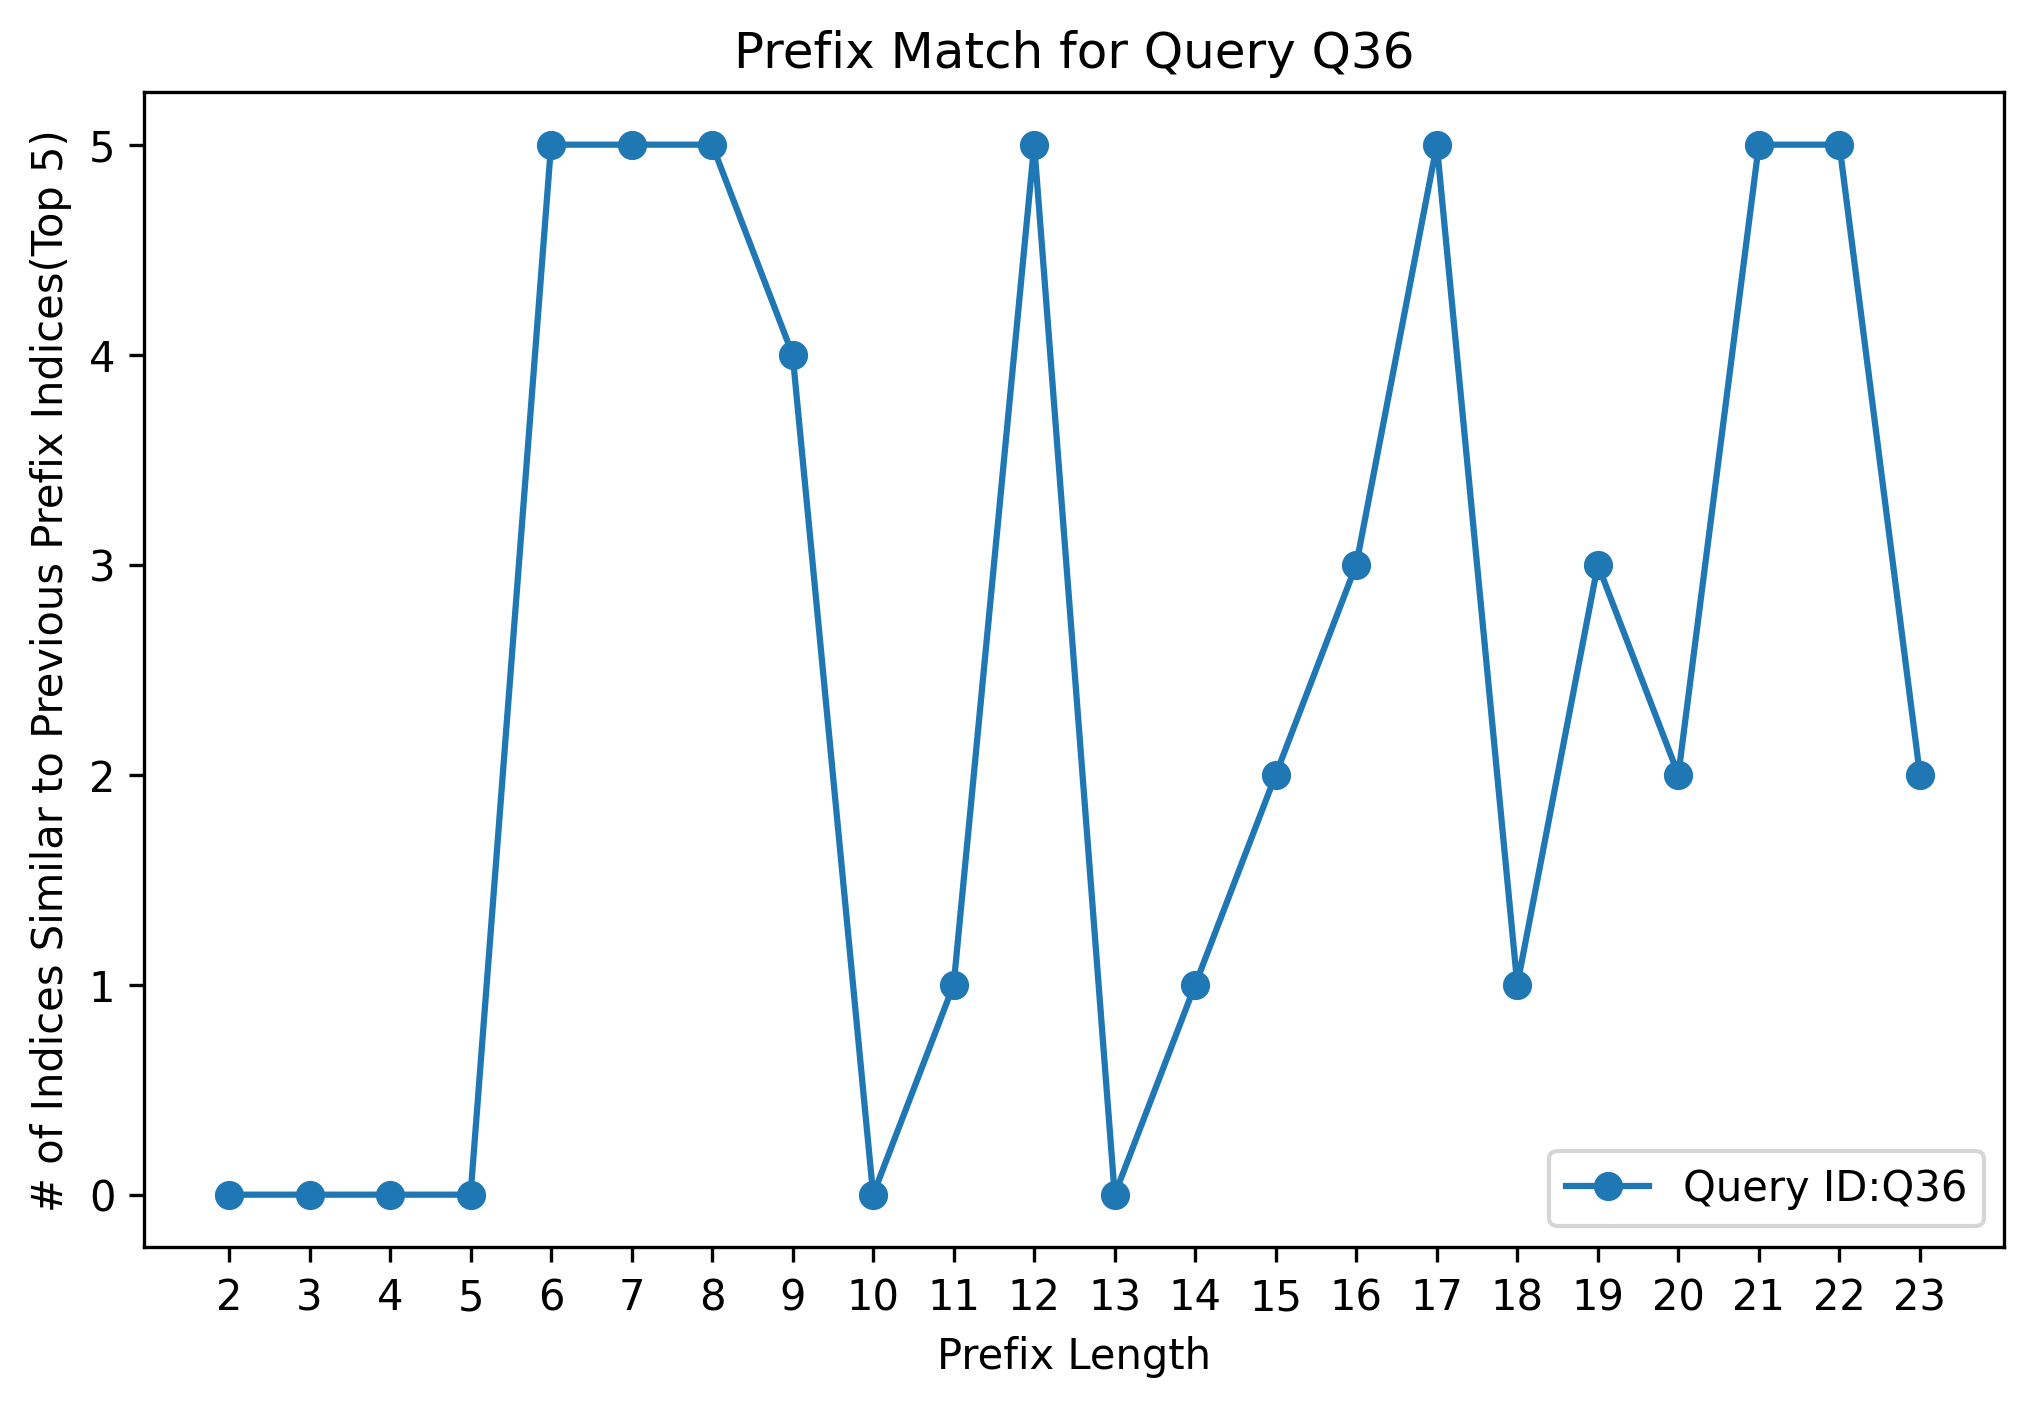 Prefix Match for Query Q36
# of Indices Similar to Previous Prefix Indices(Top 5)
5
4
3
2
1
0
Query ID:Q36
2 3 4 5 6 7 8 9 10 11 12 13 14 15 16 17 18 19 20 21 22 23
Prefix Length